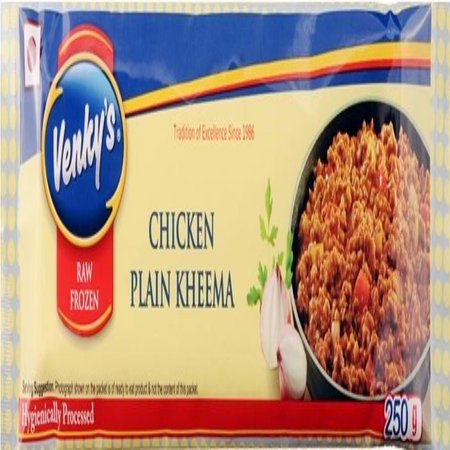 Venky's®
Tradition of Excellence Since 1986
CHICKEN
PLAIN KHEEMA
RAW
FROZEN
Serving Suggestion. Photograph shown on the packet is of ready to eat product & not the content of this packet.
Hygienically Processed
250 g